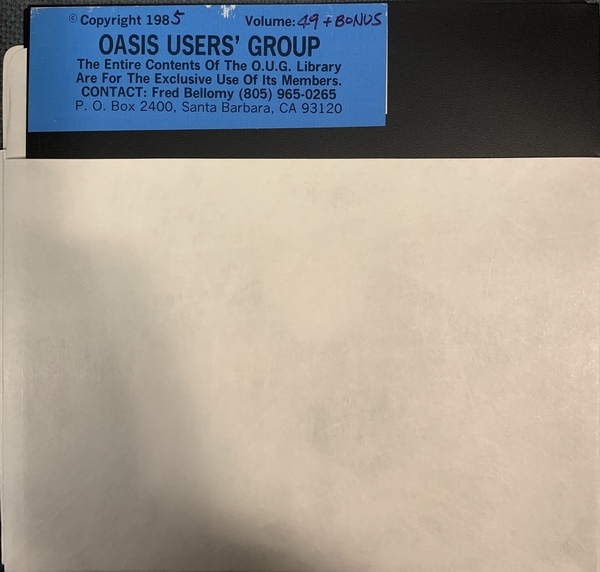 © Copyright 1985 Volume: 49 + BONUS
OASIS USERS' GROUP
The Entire Contents Of The O.U.G. Library
Are For The Exclusive Use Of Its Members.
CONTACT: Fred Bellomy (805) 965-0265
P. O. Box 2400, Santa Barbara, CA 93120